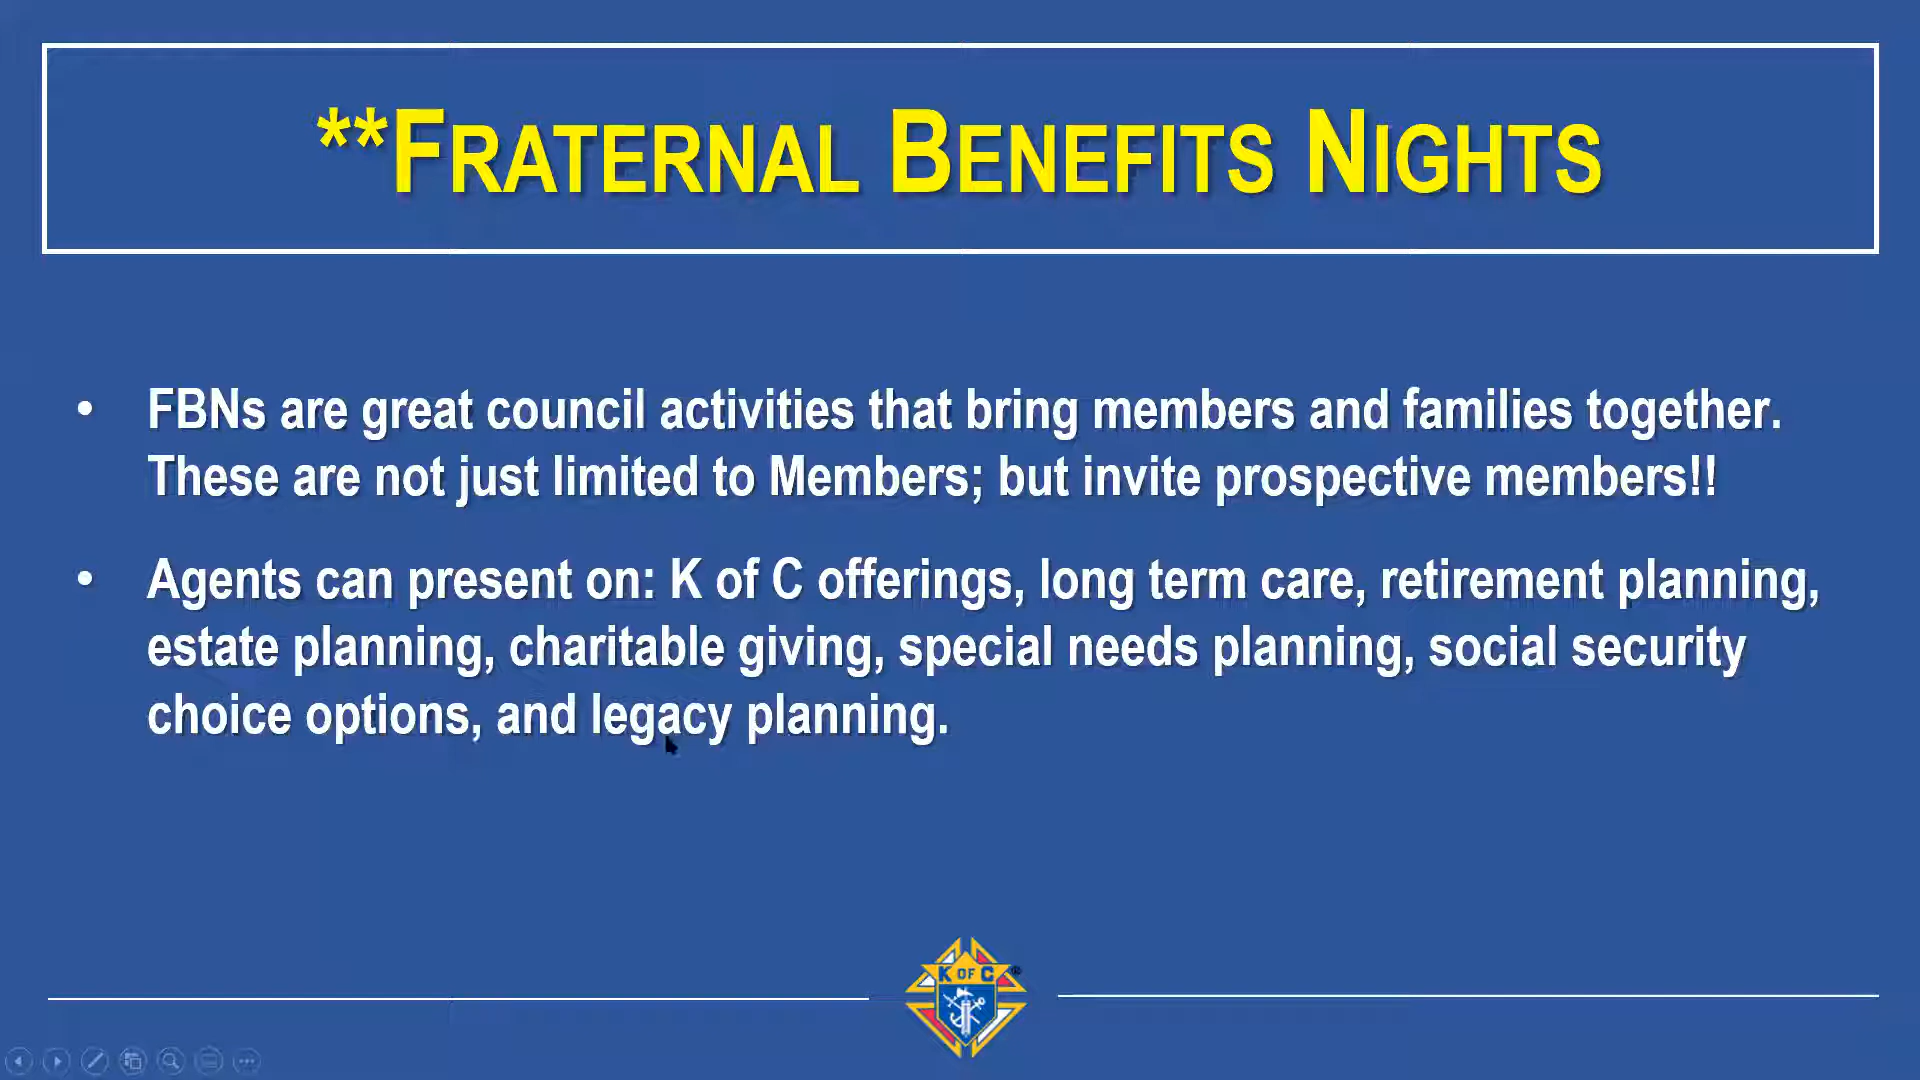 **FRATERNAL BENEFITS NIGHTS
• FBNs are great council activities that bring members and families together.
These are not just limited to Members; but invite prospective members!!
• Agents can present on: K of C offerings, long term care, retirement planning,
estate planning, charitable giving, special needs planning, social security
choice options, and legacy planning.
K OF C ®